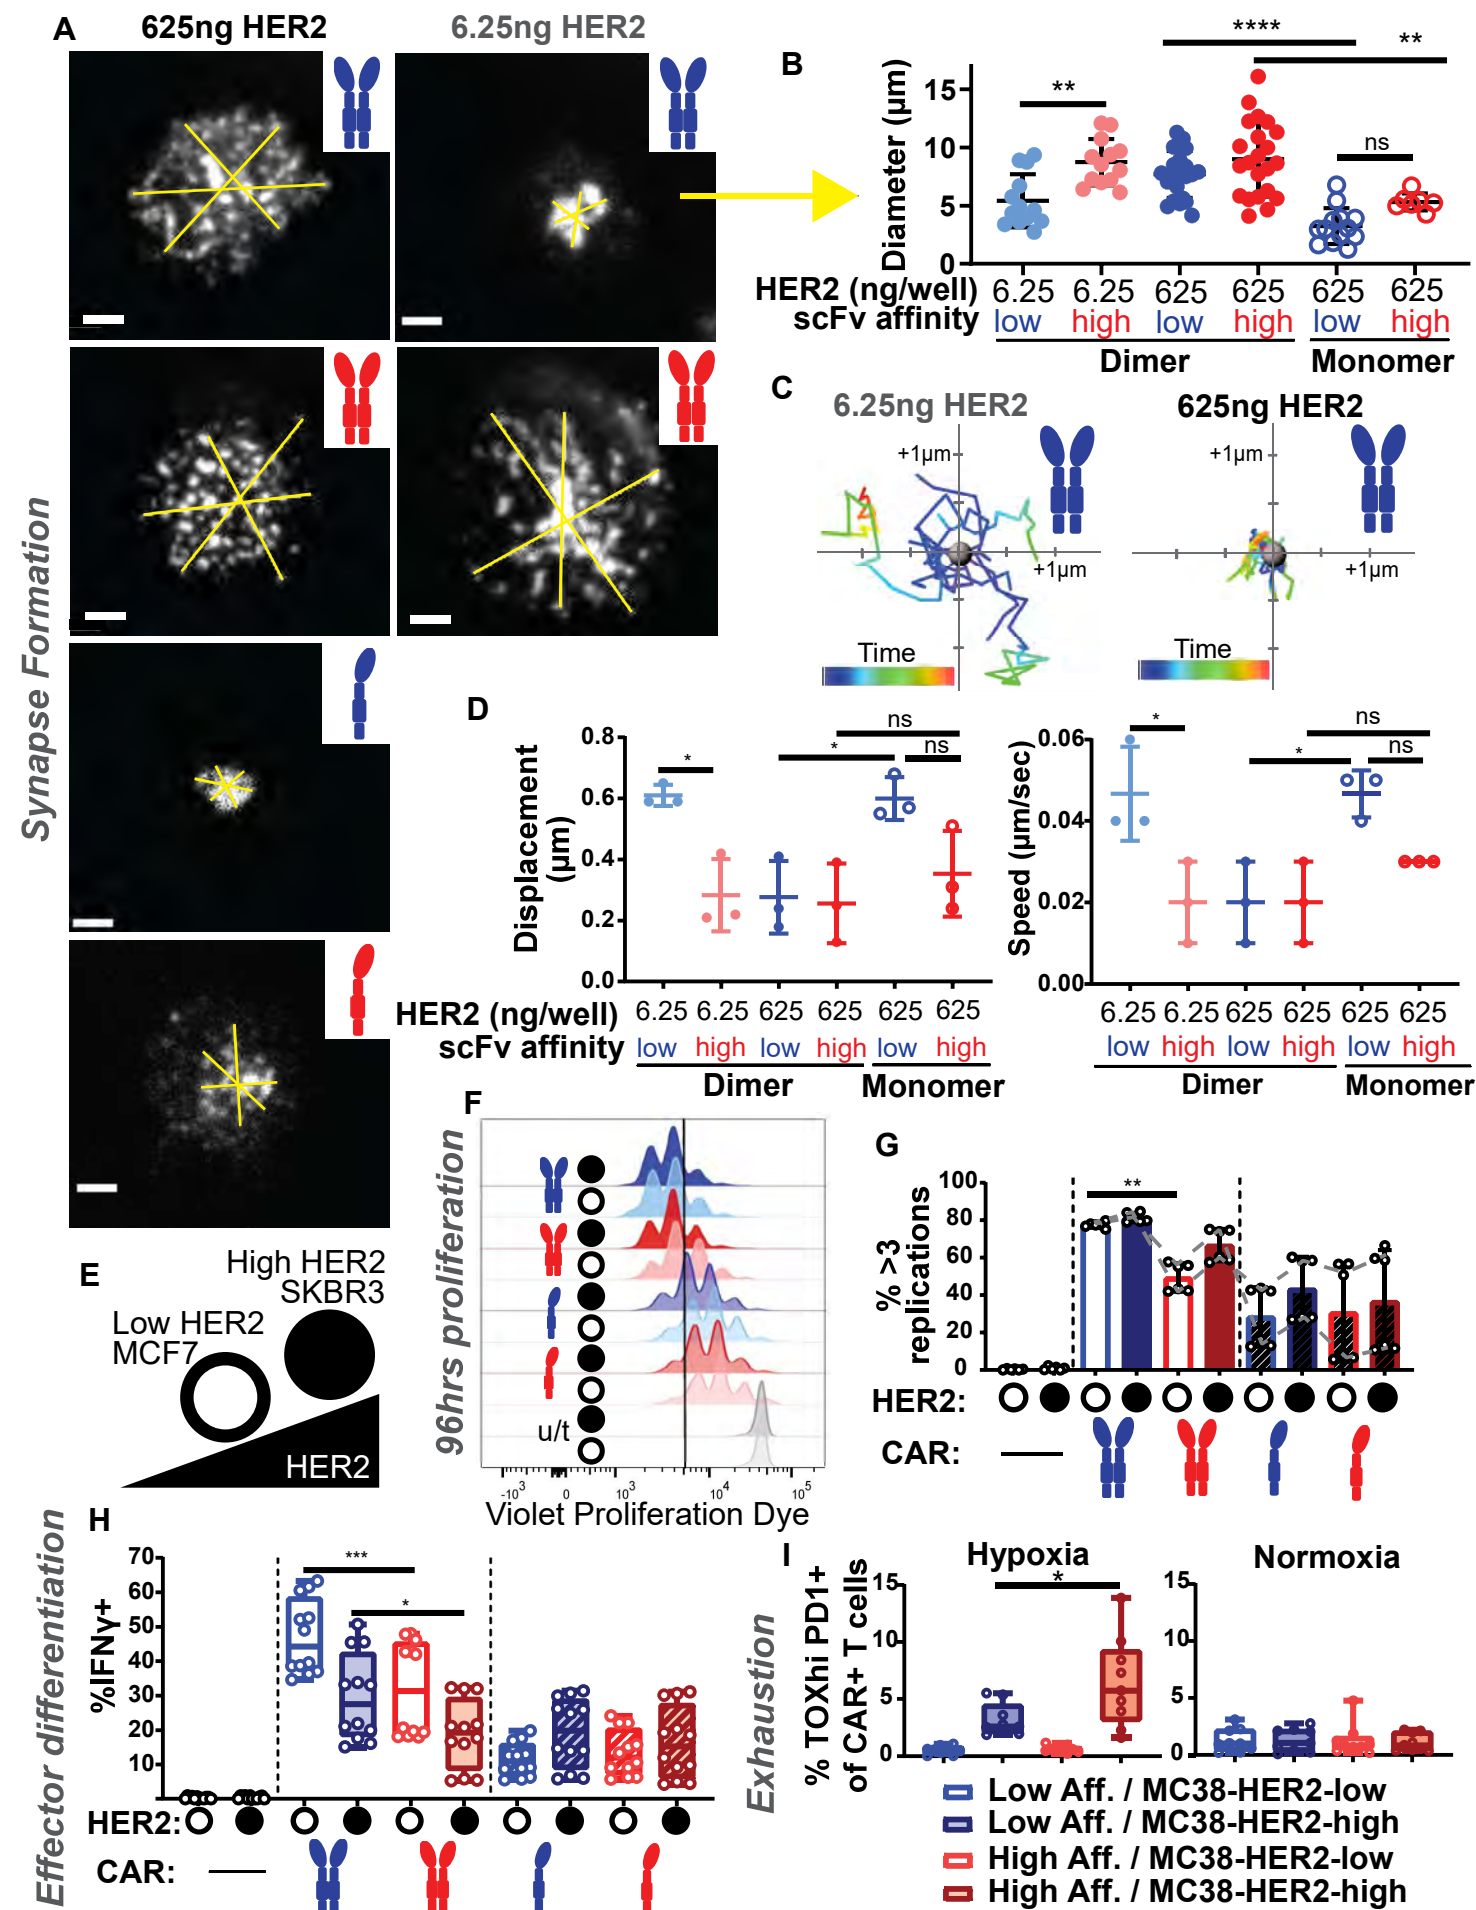 A
625ng HER2
6.25ng HER2
Synapse Formation
B
Diameter (µm)
15
10
5
0
**
****
**
ns
HER2 (ng/well)
6.25 6.25 625 625 625 625
scFv affinity
low high low high low high
Dimer
Monomer
C
6.25ng HER2
625ng HER2
+1µm
+1µm
Time
+1µm
+1µm
Time
D
Displacement
(µm)
0.8
0.6
0.4
0.2
0.0
*
*
ns
ns
HER2 (ng/well)
6.25 6.25 625 625 625 625
scFv affinity
low high low high low high
Dimer
Monomer
Speed (µm/sec)
0.06
0.04
0.02
0.00
*
*
ns
ns
6.25 6.25 625 625 625 625
low high low high low high
Dimer
Monomer
E
High HER2
SKBR3
Low HER2
MCF7
HER2
F
96hrs proliferation
u/t
-10³ 0 10³ 10⁴ 10⁵
Violet Proliferation Dye
G
% >3
replications
100
80
60
40
20
0
**
HER2:
CAR:
H
Effector differentiation
%IFNγ+
70
60
50
40
30
20
10
***
*
HER2:
CAR:
I
Exhaustion
% TOXhi PD1+
of CAR+ T cells
Hypoxia
15
10
5
0
*
Normoxia
15
10
5
0
Low Aff. / MC38-HER2-low
Low Aff. / MC38-HER2-high
High Aff. / MC38-HER2-low
High Aff. / MC38-HER2-high